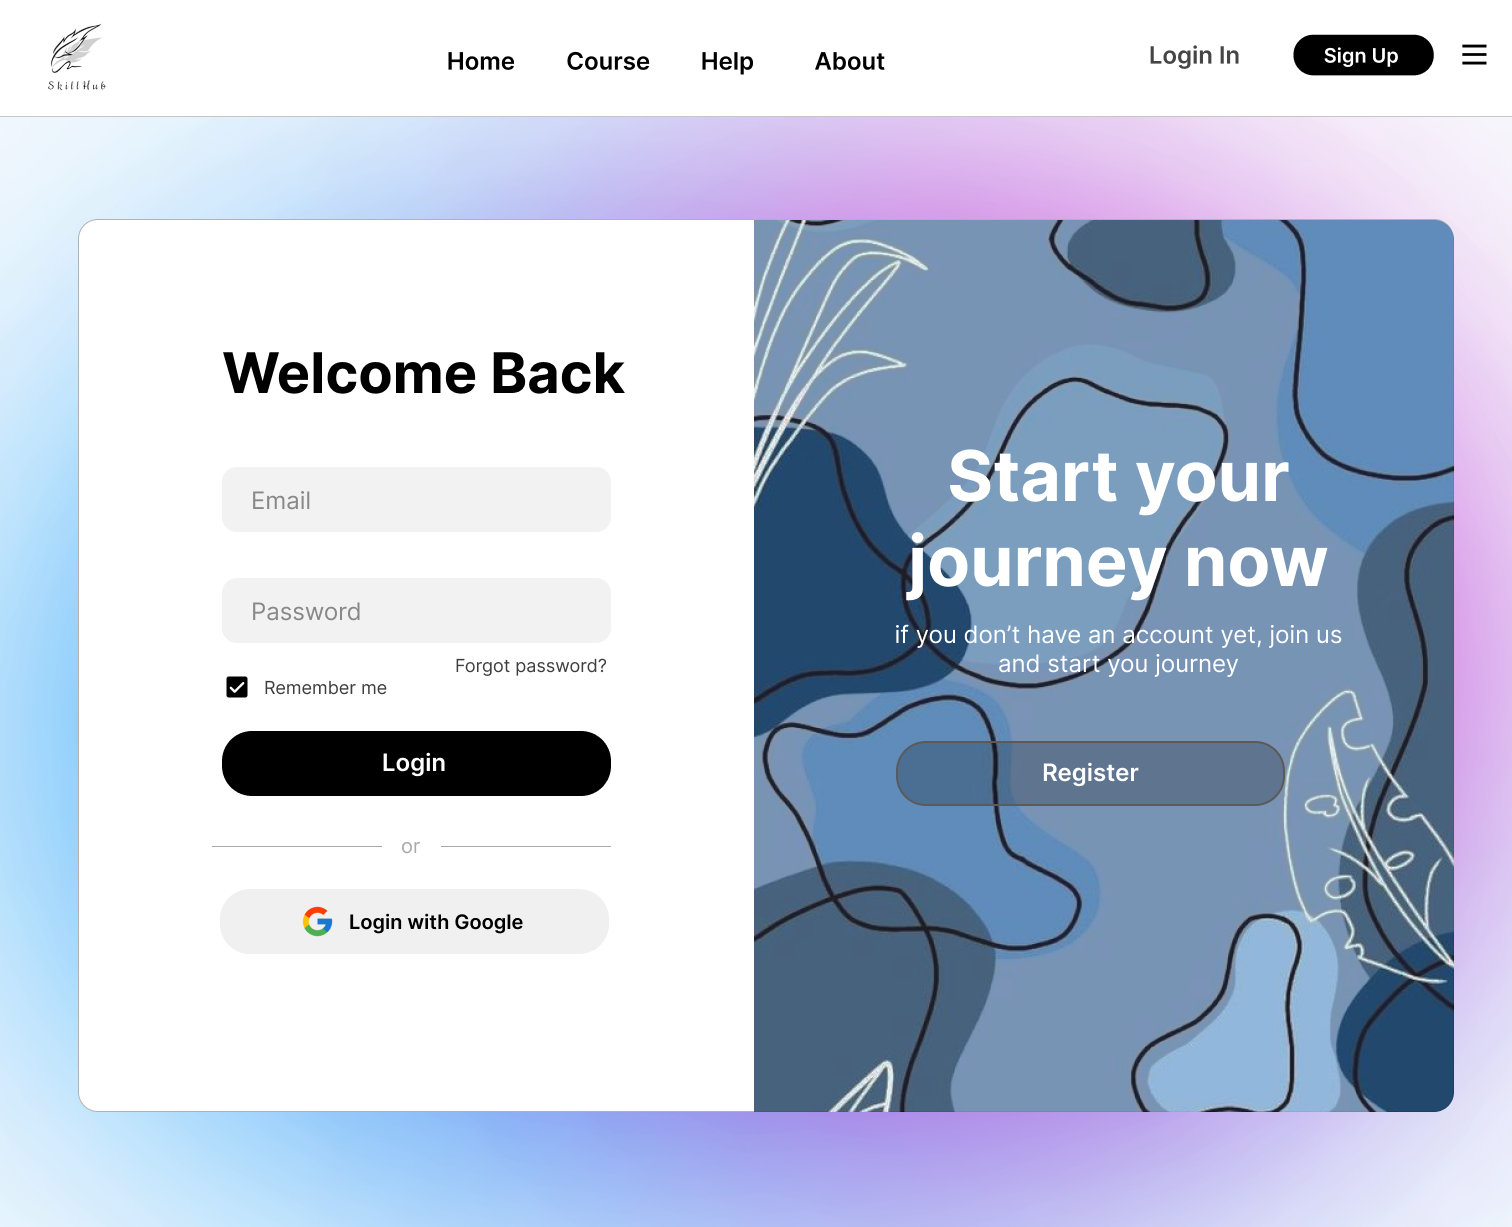 SkillHub
Home Course Help About
Login In
Sign Up
Welcome Back
Email
Password
Forgot password?
Remember me
Login
or
Login with Google
Start your
journey now
if you don’t have an account yet, join us
and start you journey
Register